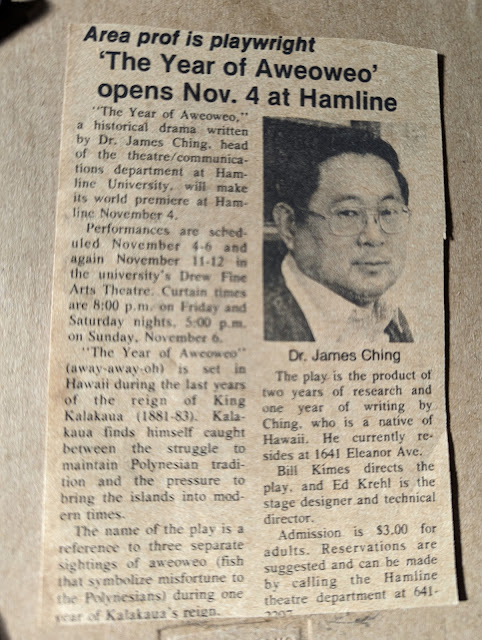 Area prof is playwright
'The Year of Aweoweo'
opens Nov. 4 at Hamline
"The Year of Aweoweo,"
a historical drama written
by Dr. James Ching, head
of the theatre/communica-
tions department at Ham-
line University, will make
its world premiere at Ham-
line November 4.
Performances are sched-
uled November 4-6 and
again November 11-12 in
the university's Drew Fine
Arts Theatre. Curtain times
are 8:00 p.m. on Friday and
Saturday nights, 5:00 p.m.
on Sunday, November 6.
"The Year of Aweoweo"
(away-away-oh) is set in
Hawaii during the last years
of the reign of King
Kalakaua (1881-83). Kala-
kaua finds himself caught
between the struggle to
maintain Polynesian tradi-
tion and the pressure to
bring the islands into mod-
ern times.
The name of the play is a
reference to three separate
sightings of aweoweo (fish
that symbolize misfortune to
the Polynesians) during one
year of Kalakaua's reign.
Dr. James Ching
The play is the product of
two years of research and
one year of writing by
Ching, who is a native of
Hawaii. He currently re-
sides at 1641 Eleanor Ave.
Bill Kimes directs the
play, and Ed Krehl is the
stage designer and technical
director.
Admission is $3.00 for
adults. Reservations are
suggested and can be made
by calling the Hamline
theatre department at 641-